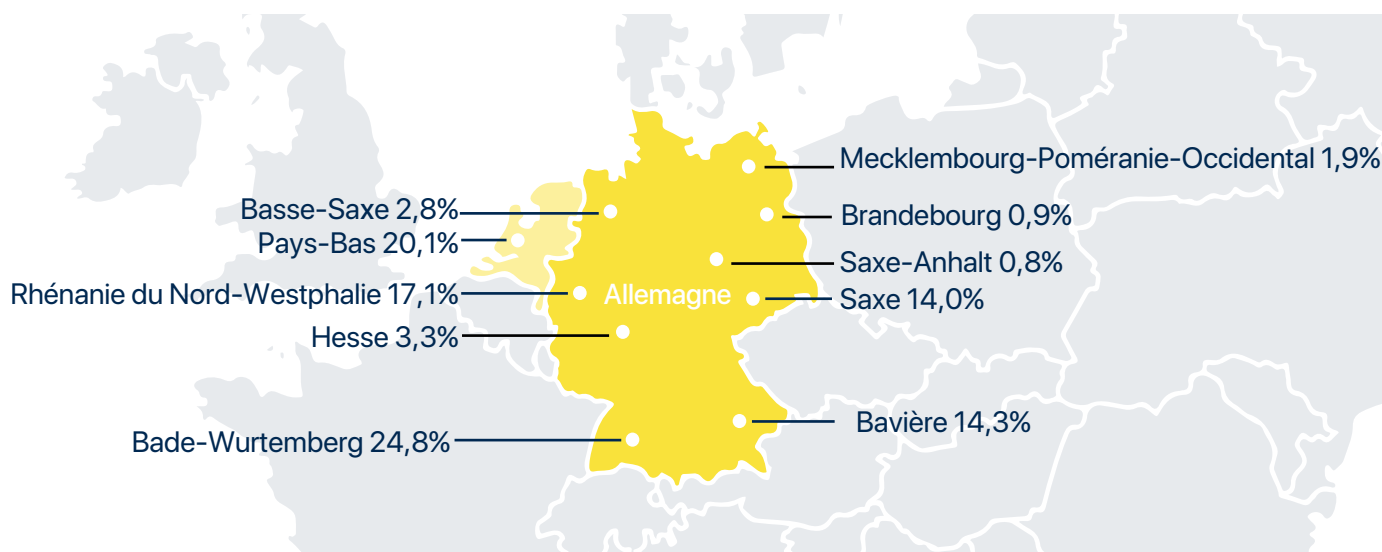 Mecklembourg-Poméranie-Occidental 1,9%
Basse-Saxe 2,8%
Brandebourg 0,9%
Pays-Bas 20,1%
Saxe-Anhalt 0,8%
Rhénanie du Nord-Westphalie 17,1%
Allemagne
Saxe 14,0%
Hesse 3,3%
Bavière 14,3%
Bade-Wurtemberg 24,8%